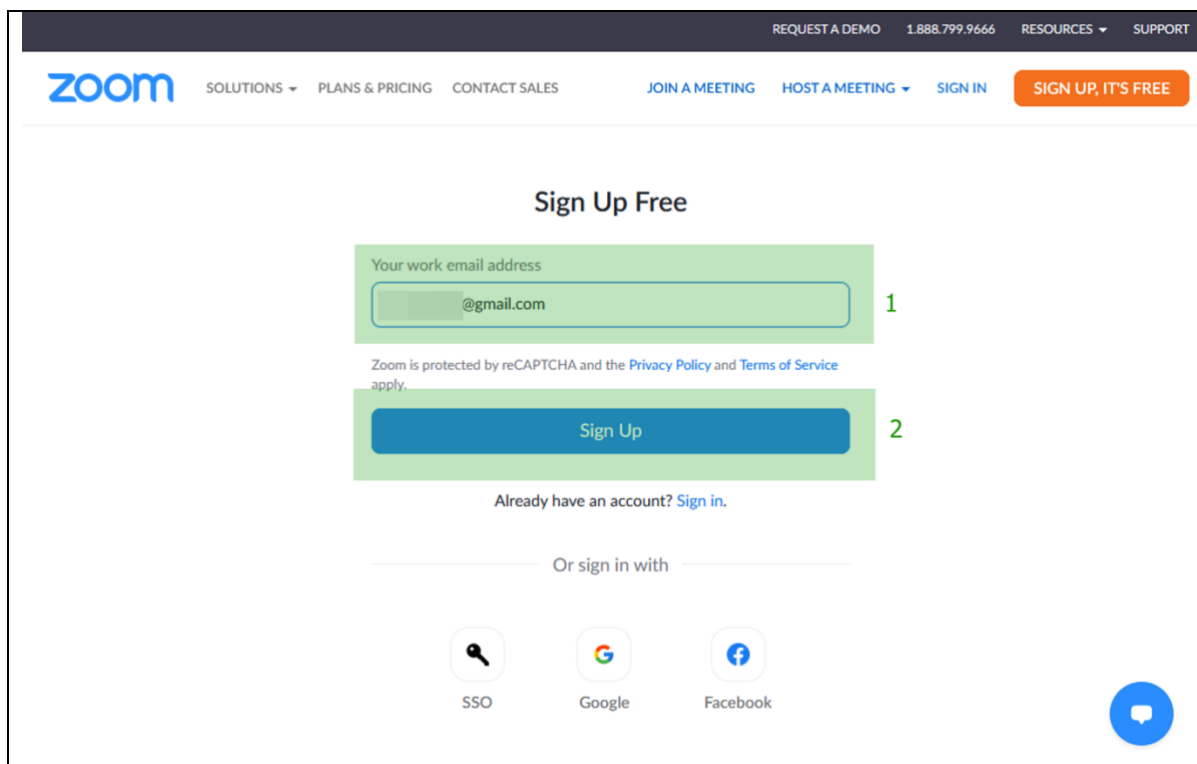 REQUEST A DEMO 1.888.799.9666 RESOURCES SUPPORT
zoom SOLUTIONS PLANS & PRICING CONTACT SALES JOIN A MEETING HOST A MEETING SIGN IN SIGN UP, IT'S FREE
Sign Up Free
Your work email address
@gmail.com
1
Zoom is protected by reCAPTCHA and the Privacy Policy and Terms of Service
apply.
Sign Up
2
Already have an account? Sign in.
Or sign in with
SSO Google Facebook